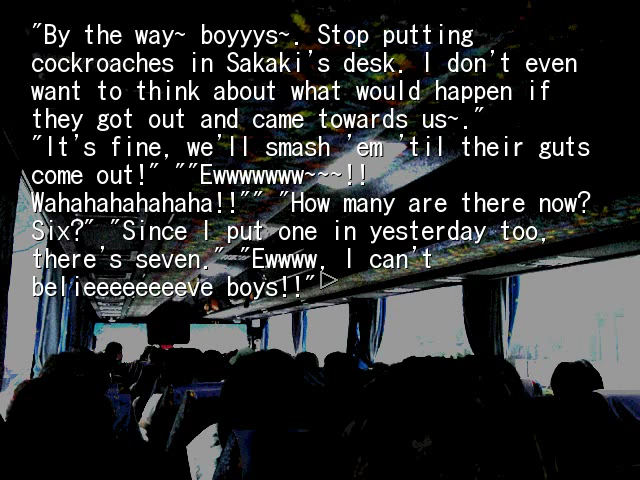 "By the way~ boyyys~. Stop putting
cockroaches in Sakaki's desk. I don't even
want to think about what would happen if
they got out and came towards us~."
"It's fine, we'll smash 'em 'til their guts
come out!" ""Ewwwwwww~~~!!
Wahahahahahaha!!"" "How many are there now?
Six?" "Since I put one in yesterday too,
there's seven." "Ewwww, I can't
belieeeeeeeeve boys!!"